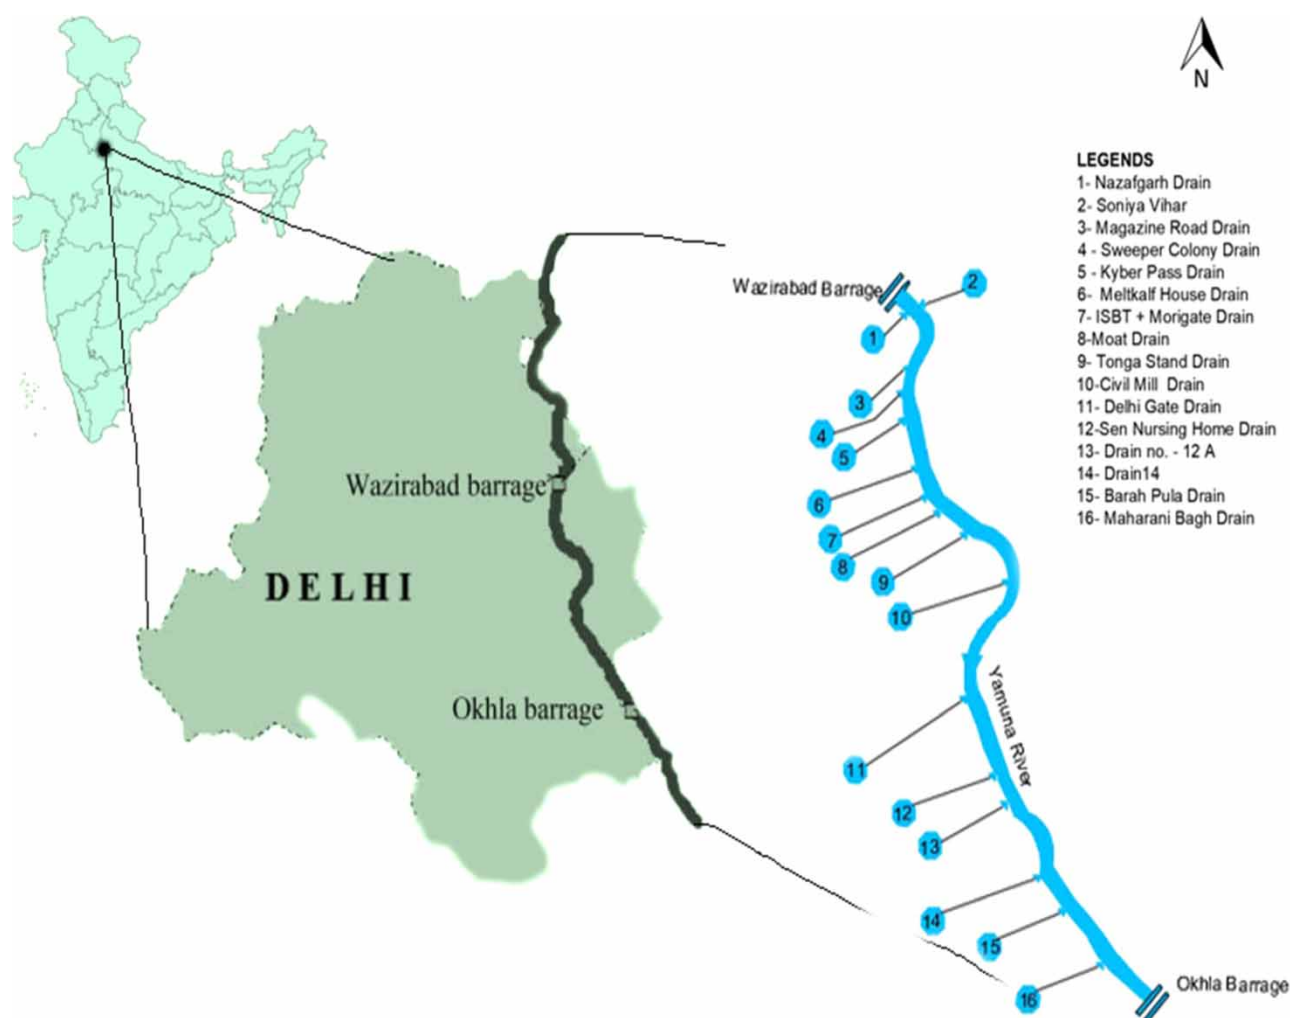 N
LEGENDS
1- Nazafgarh Drain
2- Soniya Vihar
3- Magazine Road Drain
4 - Sweeper Colony Drain
5 - Kyber Pass Drain
6- Meltkalf House Drain
7- ISBT + Morigate Drain
8-Moat Drain
9- Tonga Stand Drain
10-Civil Mill Drain
11- Delhi Gate Drain
12-Sen Nursing Home Drain
13- Drain no. - 12 A
14- Drain14
15- Barah Pula Drain
16- Maharani Bagh Drain
Wazirabad barrage
DELHI
Okhla barrage
Wazirabad Barrage
2
1
3
4
5
6
7
8
9
10
Yamuna River
11
12
13
14
15
16
Okhla Barrage